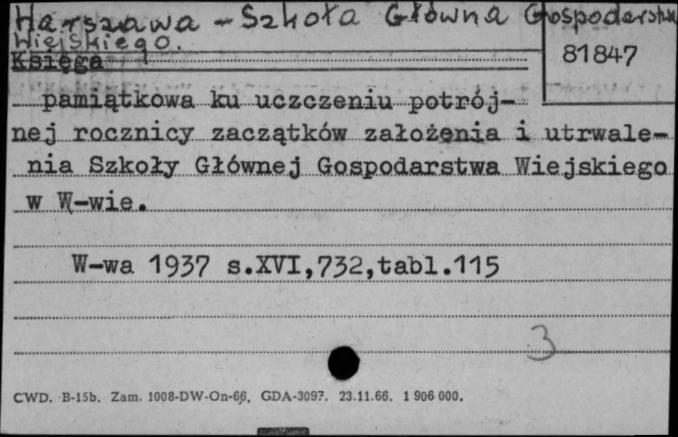 Warszawa - Szkoła Główna Gospodarstwa
Wiejskiego.
81847
Księga
pamiątkowa ku uczczeniu potrój-
nej rocznicy zaczątków założenia i utrwale-
nia Szkoły Głównej Gospodarstwa Wiejskiego
w W-wie.
W-wa 1937 s.XVI,732,tabl.115
3
CWD. B-15b. Zam. 1008-DW-On-66. GDA-3097. 23.11.66. 1 906 000.